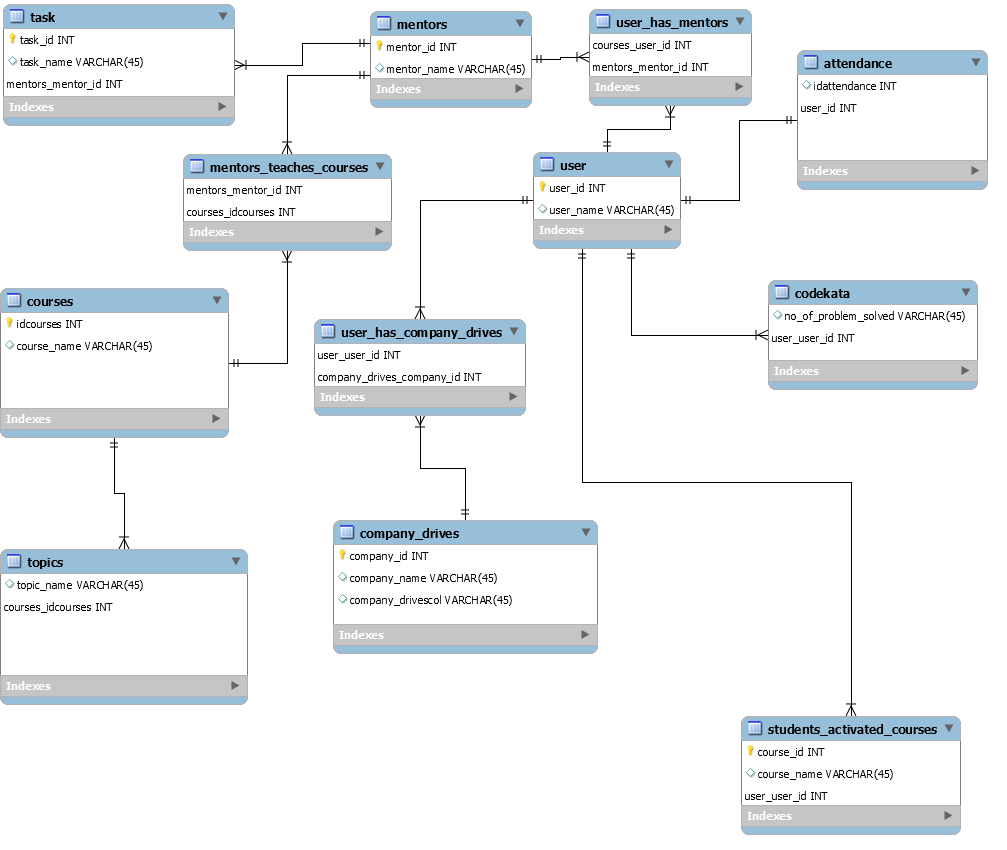 task
task_id INT
task_name VARCHAR(45)
mentors_mentor_id INT
Indexes
mentors
mentor_id INT
mentor_name VARCHAR(45)
Indexes
user_has_mentors
courses_user_id INT
mentors_mentor_id INT
Indexes
attendance
idattendance INT
user_id INT
Indexes
mentors_teaches_courses
mentors_mentor_id INT
courses_idcourses INT
Indexes
user
user_id INT
user_name VARCHAR(45)
Indexes
courses
idcourses INT
course_name VARCHAR(45)
Indexes
user_has_company_drives
user_user_id INT
company_drives_company_id INT
Indexes
codekata
no_of_problem_solved VARCHAR(45)
user_user_id INT
Indexes
topics
topic_name VARCHAR(45)
courses_idcourses INT
Indexes
company_drives
company_id INT
company_name VARCHAR(45)
company_drivescol VARCHAR(45)
Indexes
students_activated_courses
course_id INT
course_name VARCHAR(45)
user_user_id INT
Indexes